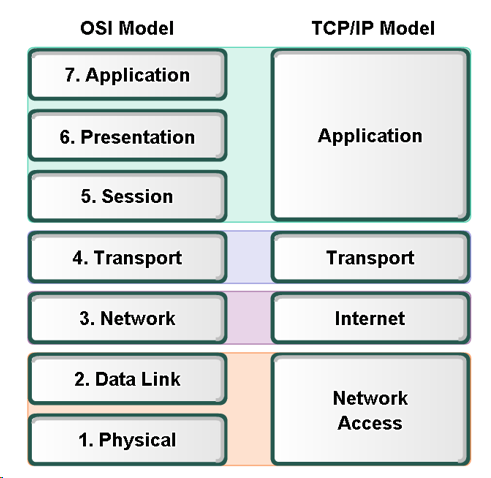 OSI Model
TCP/IP Model
7. Application
6. Presentation
5. Session
Application
4. Transport
Transport
3. Network
Internet
2. Data Link
1. Physical
Network
Access